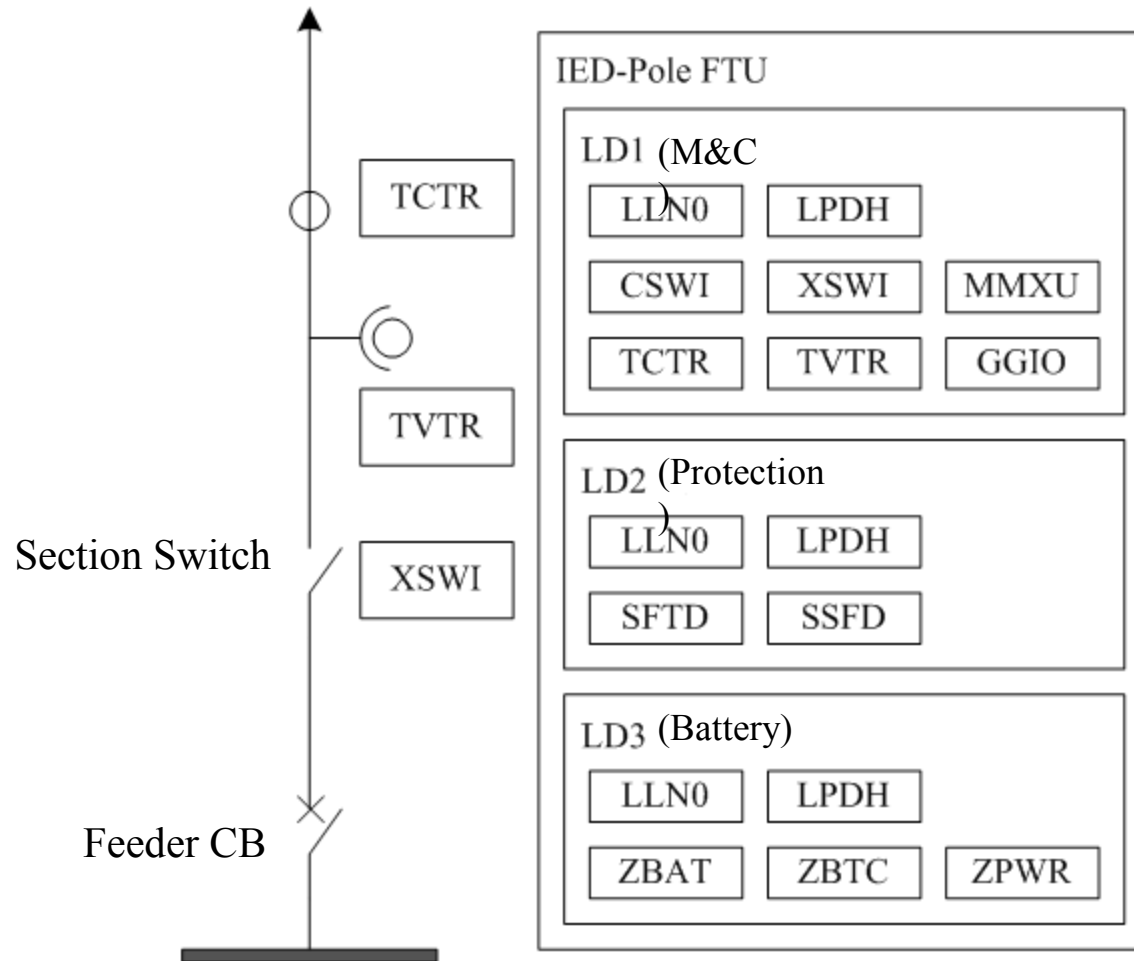 TCTR
TVTR
Section Switch
XSWI
Feeder CB
IED-Pole FTU
LD1 (M&C
)
LLN0 LPDH
CSWI XSWI MMXU
TCTR TVTR GGIO
LD2 (Protection
)
LLN0 LPDH
SFTD SSFD
LD3 (Battery)
LLN0 LPDH
ZBAT ZBTC ZPWR